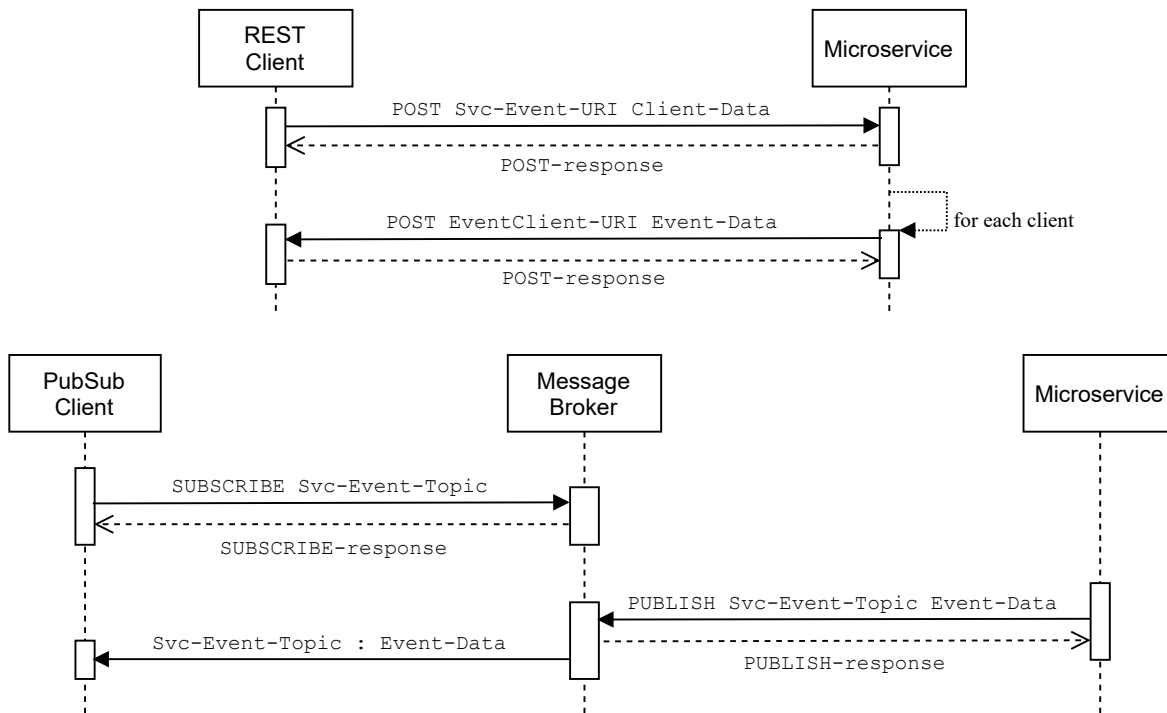 REST
Client
Microservice
POST Svc-Event-URI Client-Data
POST-response
POST EventClient-URI Event-Data
for each client
POST-response
PubSub
Client
Message
Broker
Microservice
SUBSCRIBE Svc-Event-Topic
SUBSCRIBE-response
PUBLISH Svc-Event-Topic Event-Data
Svc-Event-Topic : Event-Data
PUBLISH-response